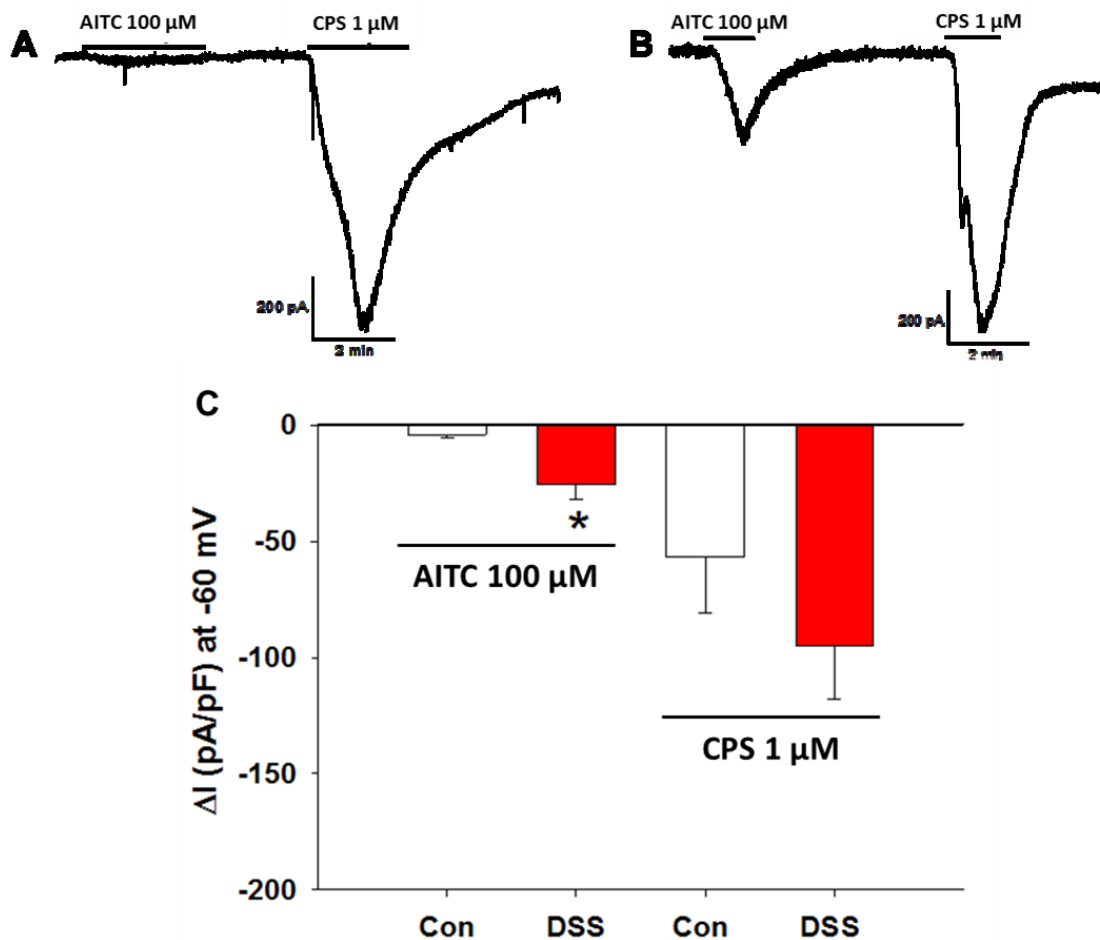 A
AITC 100 µM
CPS 1 µM
200 pA
2 min
B
AITC 100 µM
CPS 1 µM
200 pA
2 min
C
ΔI (pA/pF) at -60 mV
0
-50
-100
-150
-200
*
AITC 100 µM
CPS 1 µM
Con
DSS
Con
DSS